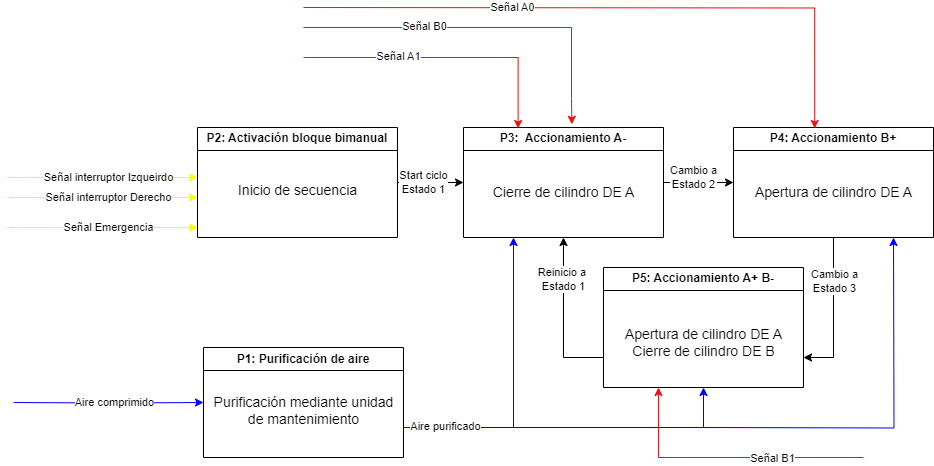 Señal A0
Señal B0
Señal A1
P2: Activación bloque bimanual
Inicio de secuencia
Señal interruptor Izqueirdo
Señal interruptor Derecho
Señal Emergencia
Start ciclo
Estado 1
P3: Accionamiento A-
Cierre de cilindro DE A
Cambio a
Estado 2
P4: Accionamiento B+
Apertura de cilindro DE A
Reinicio a
Estado 1
Cambio a
Estado 3
P5: Accionamiento A+ B-
Apertura de cilindro DE A
Cierre de cilindro DE B
P1: Purificación de aire
Purificación mediante unidad
de mantenimiento
Aire comprimido
Aire purificado
Señal B1